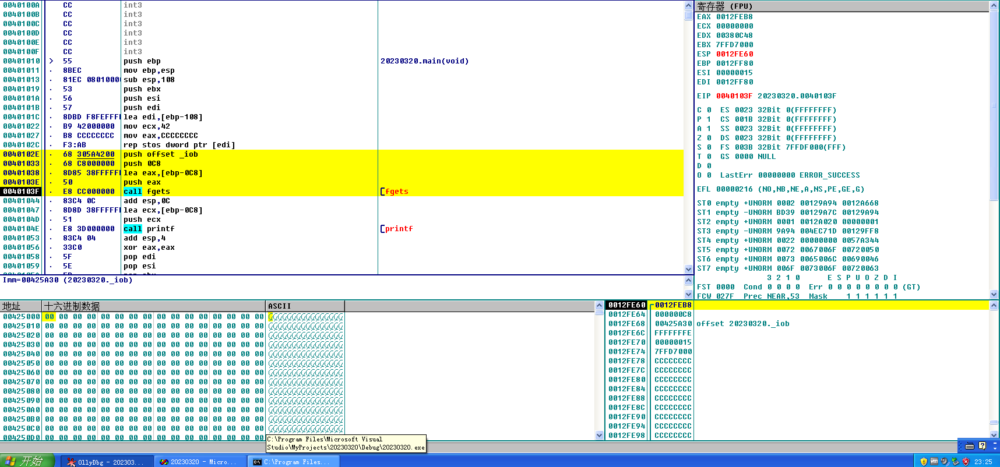 0040100A CC int3
0040100B CC int3
0040100C CC int3
0040100D CC int3
0040100E CC int3
0040100F CC int3
00401010 > 55 push ebp 20230320.main(void)
00401011 . 8BEC mov ebp,esp
00401013 . 81EC 0801000 sub esp,108
00401019 . 53 push ebx
0040101A . 56 push esi
0040101B . 57 push edi
0040101C . 8DBD F8FEFFF lea edi,[ebp-108]
00401022 . B9 42000000 mov ecx,42
00401027 . B8 CCCCCCCC mov eax,CCCCCCCC
0040102C . F3:AB rep stos dword ptr [edi]
0040102E . 68 305A4200 push offset _iob
00401033 . 68 C8000000 push 0C8
00401038 . 8D85 38FFFFF lea eax,[ebp-0C8]
0040103E . 50 push eax
0040103F . E8 CC000000 call fgets [fgets
00401044 . 83C4 0C add esp,0C
00401047 . 8D8D 38FFFFF lea ecx,[ebp-0C8]
0040104D . 51 push ecx
0040104E . E8 3D000000 call printf [printf
00401053 . 83C4 04 add esp,4
00401056 . 33C0 xor eax,eax
00401058 . 5F pop edi
00401059 . 5E pop esi
Imm=00425A30 (20230320._iob)
寄存器 (FPU)
EAX 0012FEB8
ECX 00000000
EDX 00380C48
EBX 7FFD7000
ESP 0012FE60
EBP 0012FF80
ESI 00000015
EDI 0012FF80
EIP 0040103F 20230320.0040103F
C 0 ES 0023 32Bit 0(FFFFFFFF)
P 1 CS 001B 32Bit 0(FFFFFFFF)
A 1 SS 0023 32Bit 0(FFFFFFFF)
Z 0 DS 0023 32Bit 0(FFFFFFFF)
S 0 FS 003B 32Bit 7FFDF000(FFF)
T 0 GS 0000 NULL
D 0
O 0 LastErr 00000000 ERROR_SUCCESS
EFL 00000216 (NO,NB,NE,A,NS,PE,GE,G)
ST0 empty +UNORM 0002 00129A94 0012A668
ST1 empty -UNORM BD39 00129A7C 00129A94
ST2 empty +UNORM 0001 0012A020 00000001
ST3 empty -UNORM 9A94 004EC71D 00129FF8
ST4 empty +UNORM 0022 00000000 0057A344
ST5 empty +UNORM 0072 0067006F 00720050
ST6 empty +UNORM 0073 0065006C 00690046
ST7 empty +UNORM 006F 0073006F 00720063
3 2 1 0 E S P U O Z D I
FST 0000 Cond 0 0 0 0 Err 0 0 0 0 0 0 0 0 (GT)
FCW 027F Prec NEAR,53 Mask 1 1 1 1 1 1
地址 十六进制数据 ASCII
00425000 00 00 00 00 00 00 00 00 00 00 00 00 00 00 00 00
00425010 00 00 00 00 00 00 00 00 00 00 00 00 00 00 00 00
00425020 00 00 00 00 00 00 00 00 00 00 00 00 00 00 00 00
00425030 00 00 00 00 00 00 00 00 00 00 00 00 00 00 00 00
00425040 00 00 00 00 00 00 00 00 00 00 00 00 00 00 00 00
00425050 00 00 00 00 00 00 00 00 00 00 00 00 00 00 00 00
00425060 00 00 00 00 00 00 00 00 00 00 00 00 00 00 00 00
00425070 00 00 00 00 00 00 00 00 00 00 00 00 00 00 00 00
00425080 00 00 00 00 00 00 00 00 00 00 00 00 00 00 00 00
00425090 00 00 00 00 00 00 00 00 00 00 00 00 00 00 00 00
004250A0 00 00 00 00 00 00 00 00 00 00 00 00 00 00 00 00
004250B0 00 00 00 00 00 00 00 00 00 00 00 00 00 00 00 00
004250C0 00 00 00 00 00 00 00 00 00 00 00 00 00 00 00 00
004250D0 00 00 00 00 00 00 00 00 00 00 00 00 00 00 00 00
0012FE60 0012FEB8
0012FE64 000000C8
0012FE68 00425A30 offset 20230320._iob
0012FE6C FFFFFFFE
0012FE70 00000015
0012FE74 7FFD7000
0012FE78 CCCCCCCC
0012FE7C CCCCCCCC
0012FE80 CCCCCCCC
0012FE84 CCCCCCCC
0012FE88 CCCCCCCC
0012FE8C CCCCCCCC
0012FE90 CCCCCCCC
0012FE94 CCCCCCCC
0012FE98 CCCCCCCC
C:\Program Files\Microsoft Visual
Studio\MyProjects\20230320\Debug\20230320.exe
开始 OllyDbg - 202303... 20230320 - Micro... C:\Program Files... 23:25